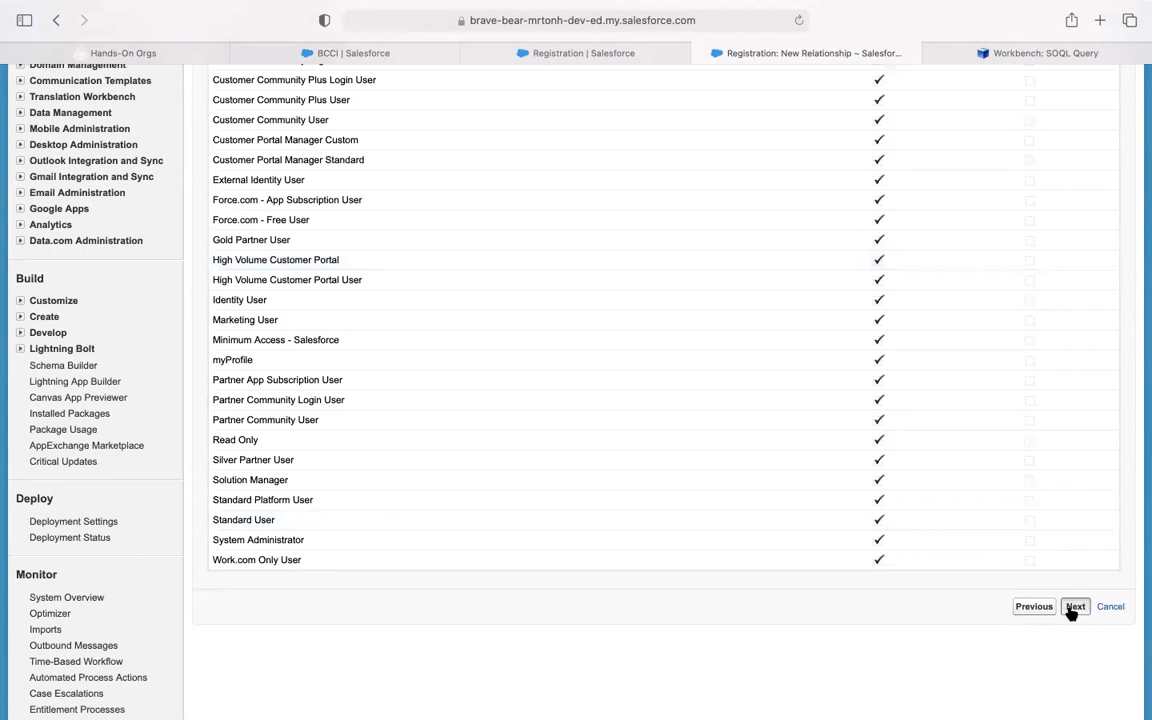 brave-bear-mrtonh-dev-ed.my.salesforce.com
Hands-On Orgs
BCCI | Salesforce
Registration | Salesforce
Registration: New Relationship ~ Salesfor...
Workbench: SOQL Query
Domain Management
Communication Templates
Translation Workbench
Data Management
Mobile Administration
Desktop Administration
Outlook Integration and Sync
Gmail Integration and Sync
Email Administration
Google Apps
Analytics
Data.com Administration
Build
Customize
Create
Develop
Lightning Bolt
Schema Builder
Lightning App Builder
Canvas App Previewer
Installed Packages
Package Usage
AppExchange Marketplace
Critical Updates
Deploy
Deployment Settings
Deployment Status
Monitor
System Overview
Optimizer
Imports
Outbound Messages
Time-Based Workflow
Automated Process Actions
Case Escalations
Entitlement Processes
Customer Community Plus Login User
Customer Community Plus User
Customer Community User
Customer Portal Manager Custom
Customer Portal Manager Standard
External Identity User
Force.com - App Subscription User
Force.com - Free User
Gold Partner User
High Volume Customer Portal
High Volume Customer Portal User
Identity User
Marketing User
Minimum Access - Salesforce
myProfile
Partner App Subscription User
Partner Community Login User
Partner Community User
Read Only
Silver Partner User
Solution Manager
Standard Platform User
Standard User
System Administrator
Work.com Only User
Previous
Next
Cancel